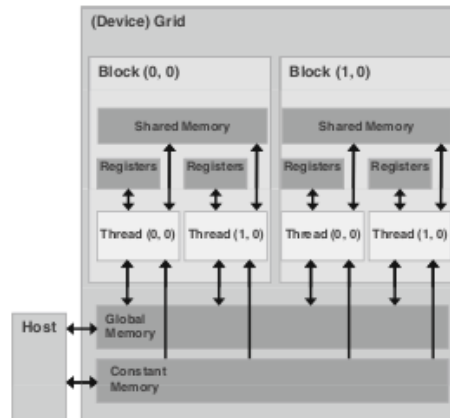 (Device) Grid
Block (0, 0)
Block (1, 0)
Shared Memory
Shared Memory
Registers
Registers
Registers
Registers
Thread (0, 0)
Thread (1, 0)
Thread (0, 0)
Thread (1, 0)
Host
Global
Memory
Constant
Memory